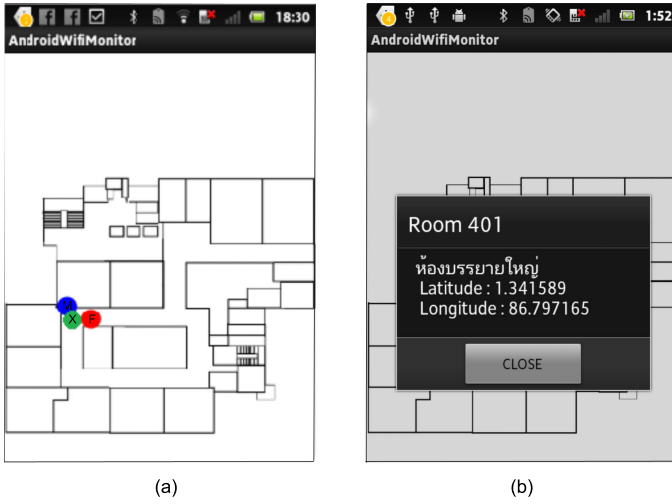 18:30
AndroidWifiMonitor
M
X
F
(a)
1:52
AndroidWifiMonitor
Room 401
ห้องบรรยายใหญ่
Latitude : 1.341589
Longitude : 86.797165
CLOSE
(b)